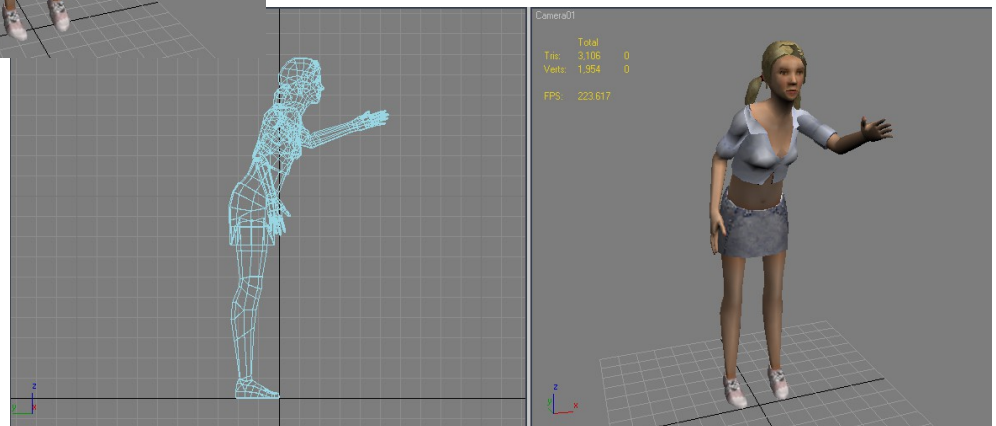 Camera01
Total
Tris: 3,106 0
Verts: 1,954 0
FPS: 223.617
z
y x
z
y x